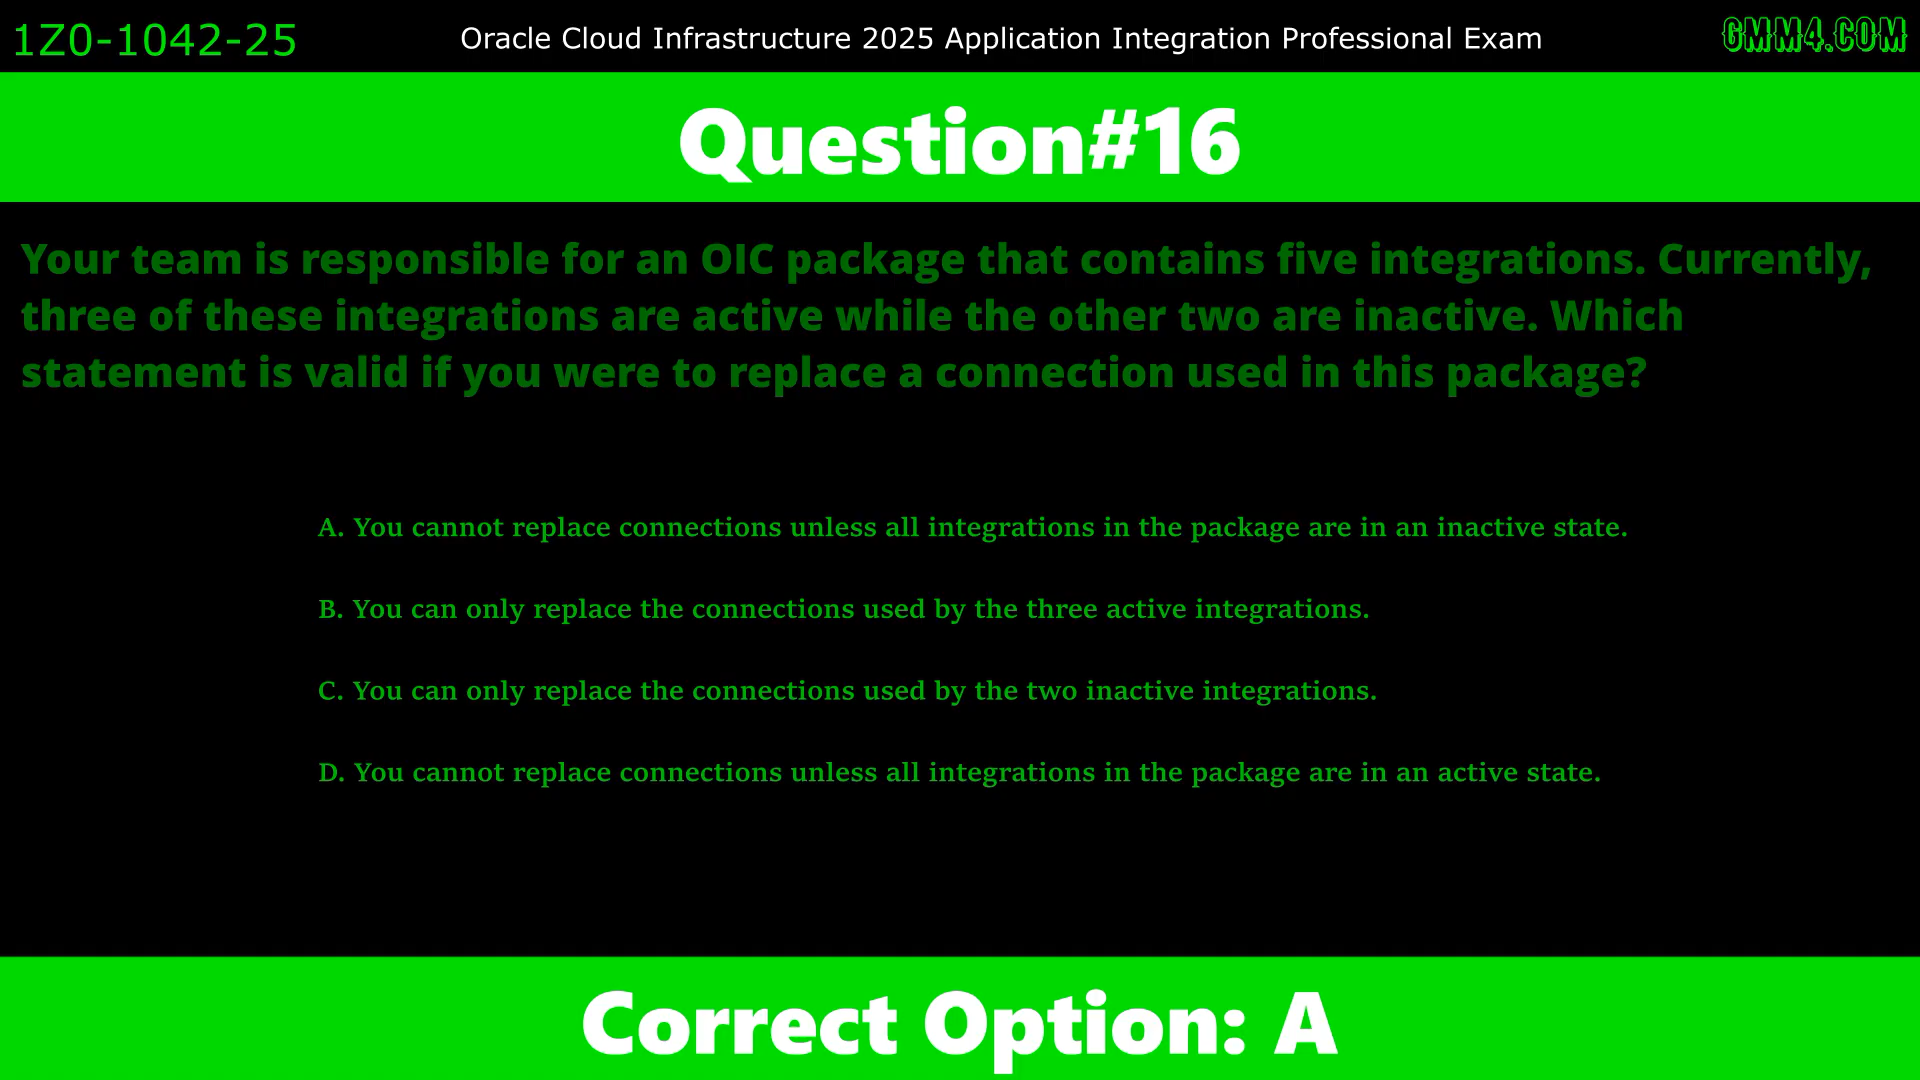 1Z0-1042-25
Oracle Cloud Infrastructure 2025 Application Integration Professional Exam
GMM4.COM
Question#16
Your team is responsible for an OIC package that contains five integrations. Currently,
three of these integrations are active while the other two are inactive. Which
statement is valid if you were to replace a connection used in this package?
A. You cannot replace connections unless all integrations in the package are in an inactive state.
B. You can only replace the connections used by the three active integrations.
C. You can only replace the connections used by the two inactive integrations.
D. You cannot replace connections unless all integrations in the package are in an active state.
Correct Option: A